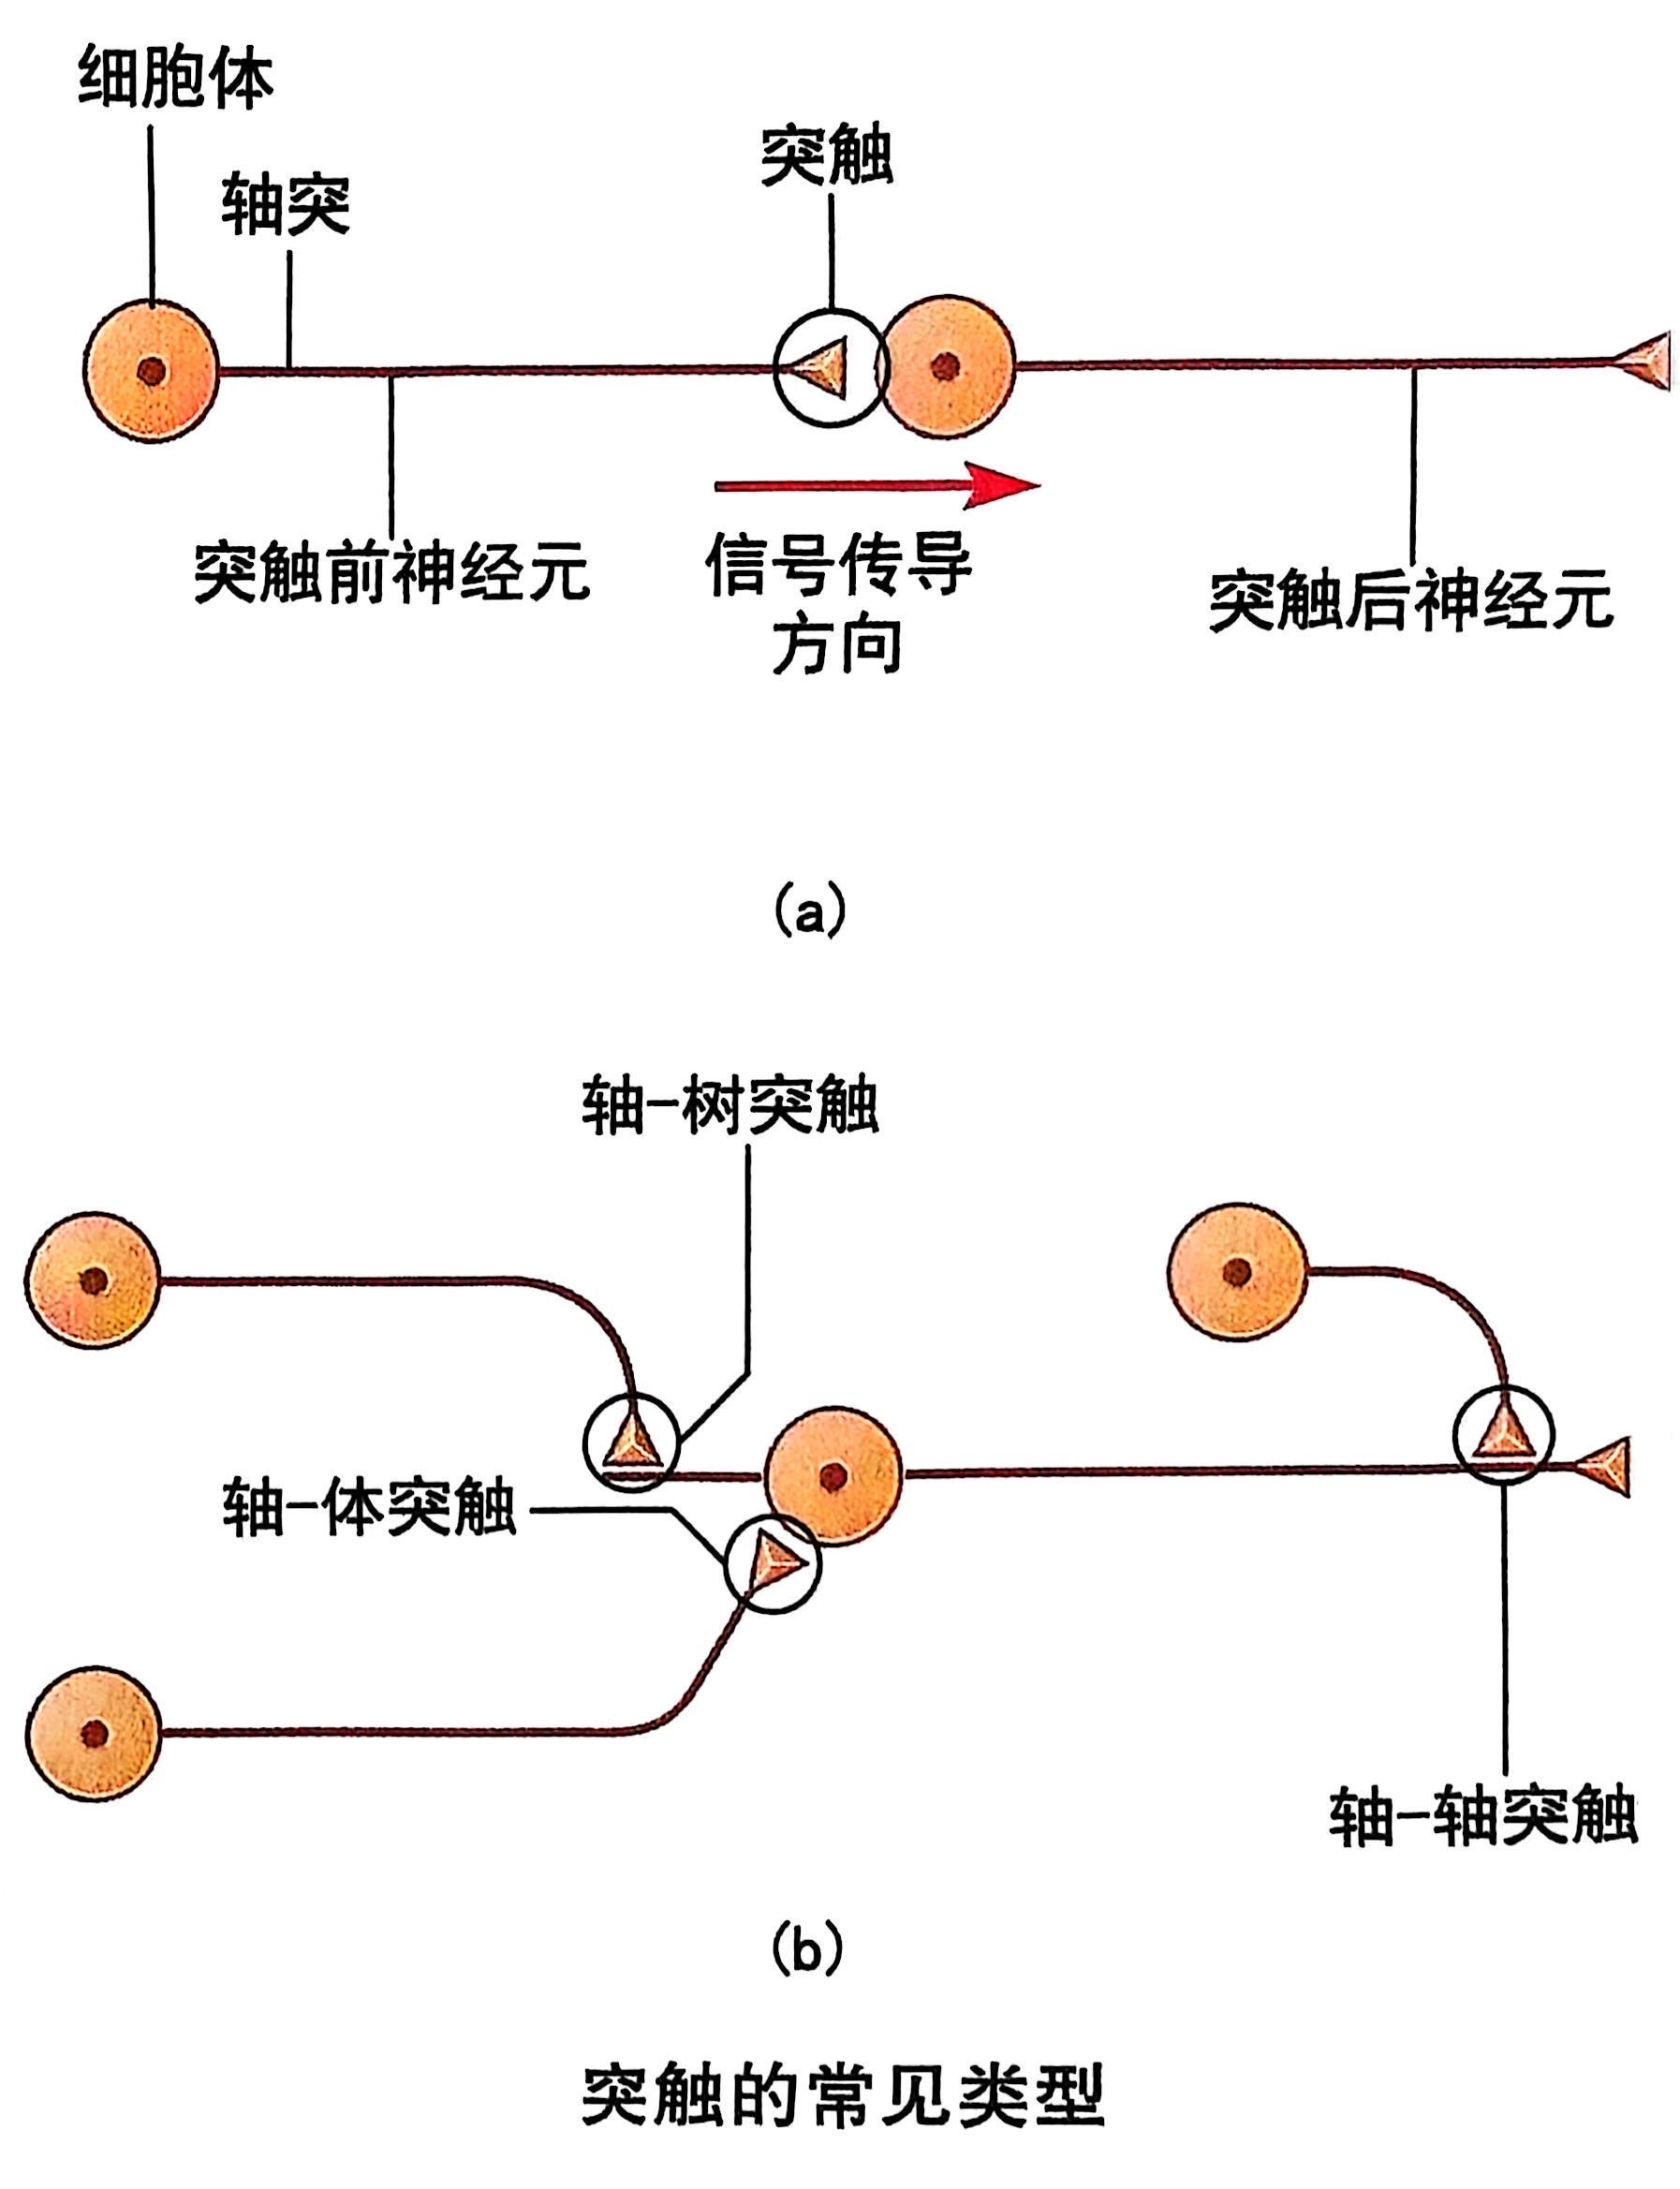 细胞体
轴突
突触
突触前神经元
信号传导
方向
突触后神经元
(a)
轴-树突触
轴-体突触
轴-轴突触
(b)
突触的常见类型